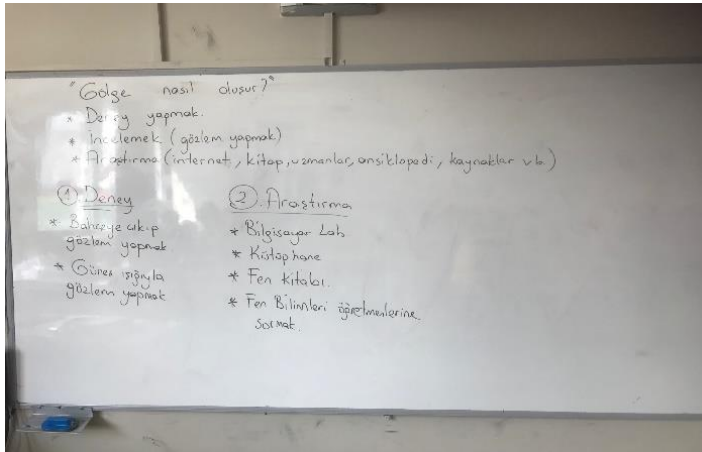 "Gölge nasıl oluşur?"
* Deney yapmak.
* İncelemek (gözlem yapmak)
* Araştırma (internet, kitap, uzmanlar, ansiklopedi, kaynaklar vb)
① Deney
* Bahçeye çıkıp
gözlem yapmak
* Güneş ışığıyla
gözlem yapmak
② Araştırma
* Bilgisayar Lab
* Kütüphane
* Fen kitabı.
* Fen Bilimleri öğretmenlerine
sormak.